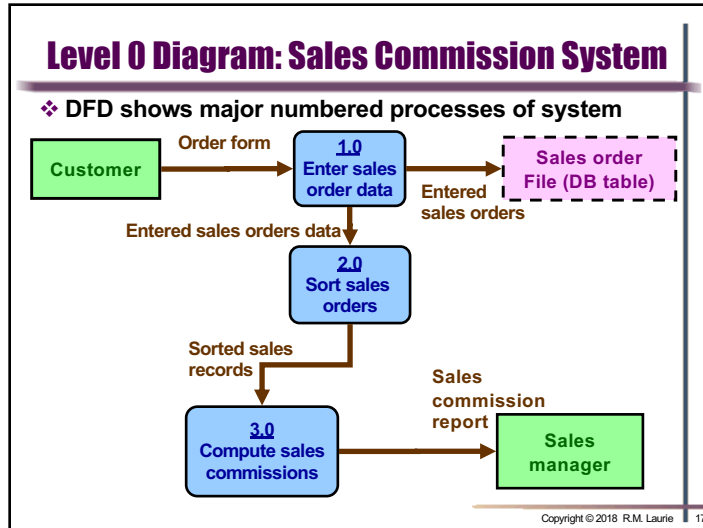 Level 0 Diagram: Sales Commission System
❖ DFD shows major numbered processes of system
Order form
Customer
1.0
Enter sales
order data
Sales order
File (DB table)
Entered
sales orders
Entered sales orders data
2.0
Sort sales
orders
Sorted sales
records
Sales
commission
report
3.0
Compute sales
commissions
Sales
manager
Copyright © 2018 R.M. Laurie 17